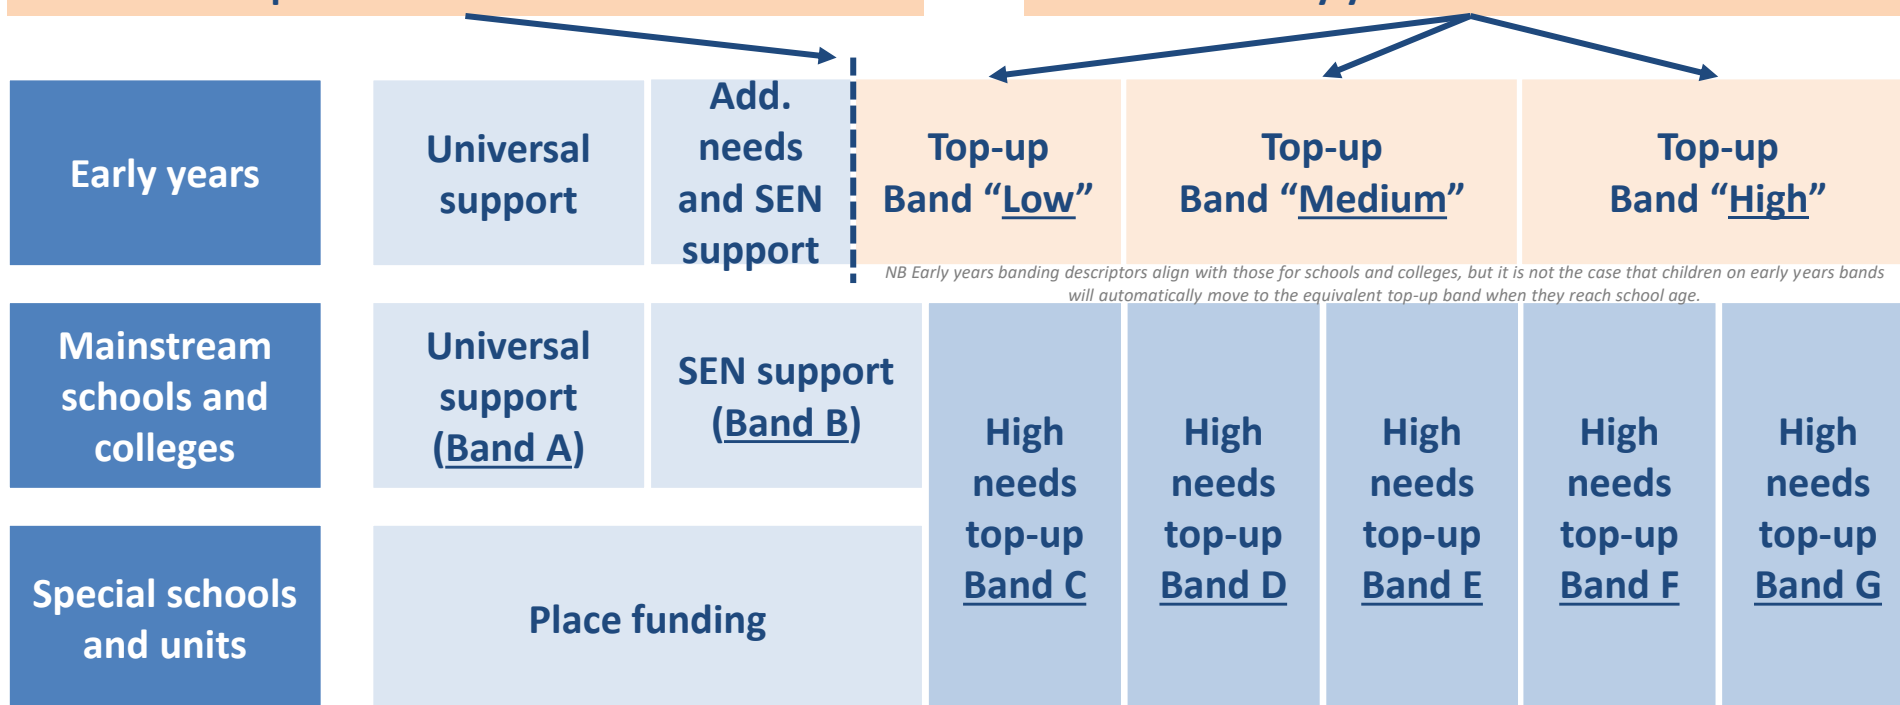 Early years
Universal
support
Add.
needs
and SEN
support
Top-up
Band “Low”
Top-up
Band “Medium”
Top-up
Band “High”
NB Early years banding descriptors align with those for schools and colleges, but it is not the case that children on early years bands
will automatically move to the equivalent top-up band when they reach school age.
Mainstream
schools and
colleges
Universal
support
(Band A)
SEN support
(Band B)
High
needs
top-up
Band C
High
needs
top-up
Band D
High
needs
top-up
Band E
High
needs
top-up
Band F
High
needs
top-up
Band G
Special schools
and units
Place funding